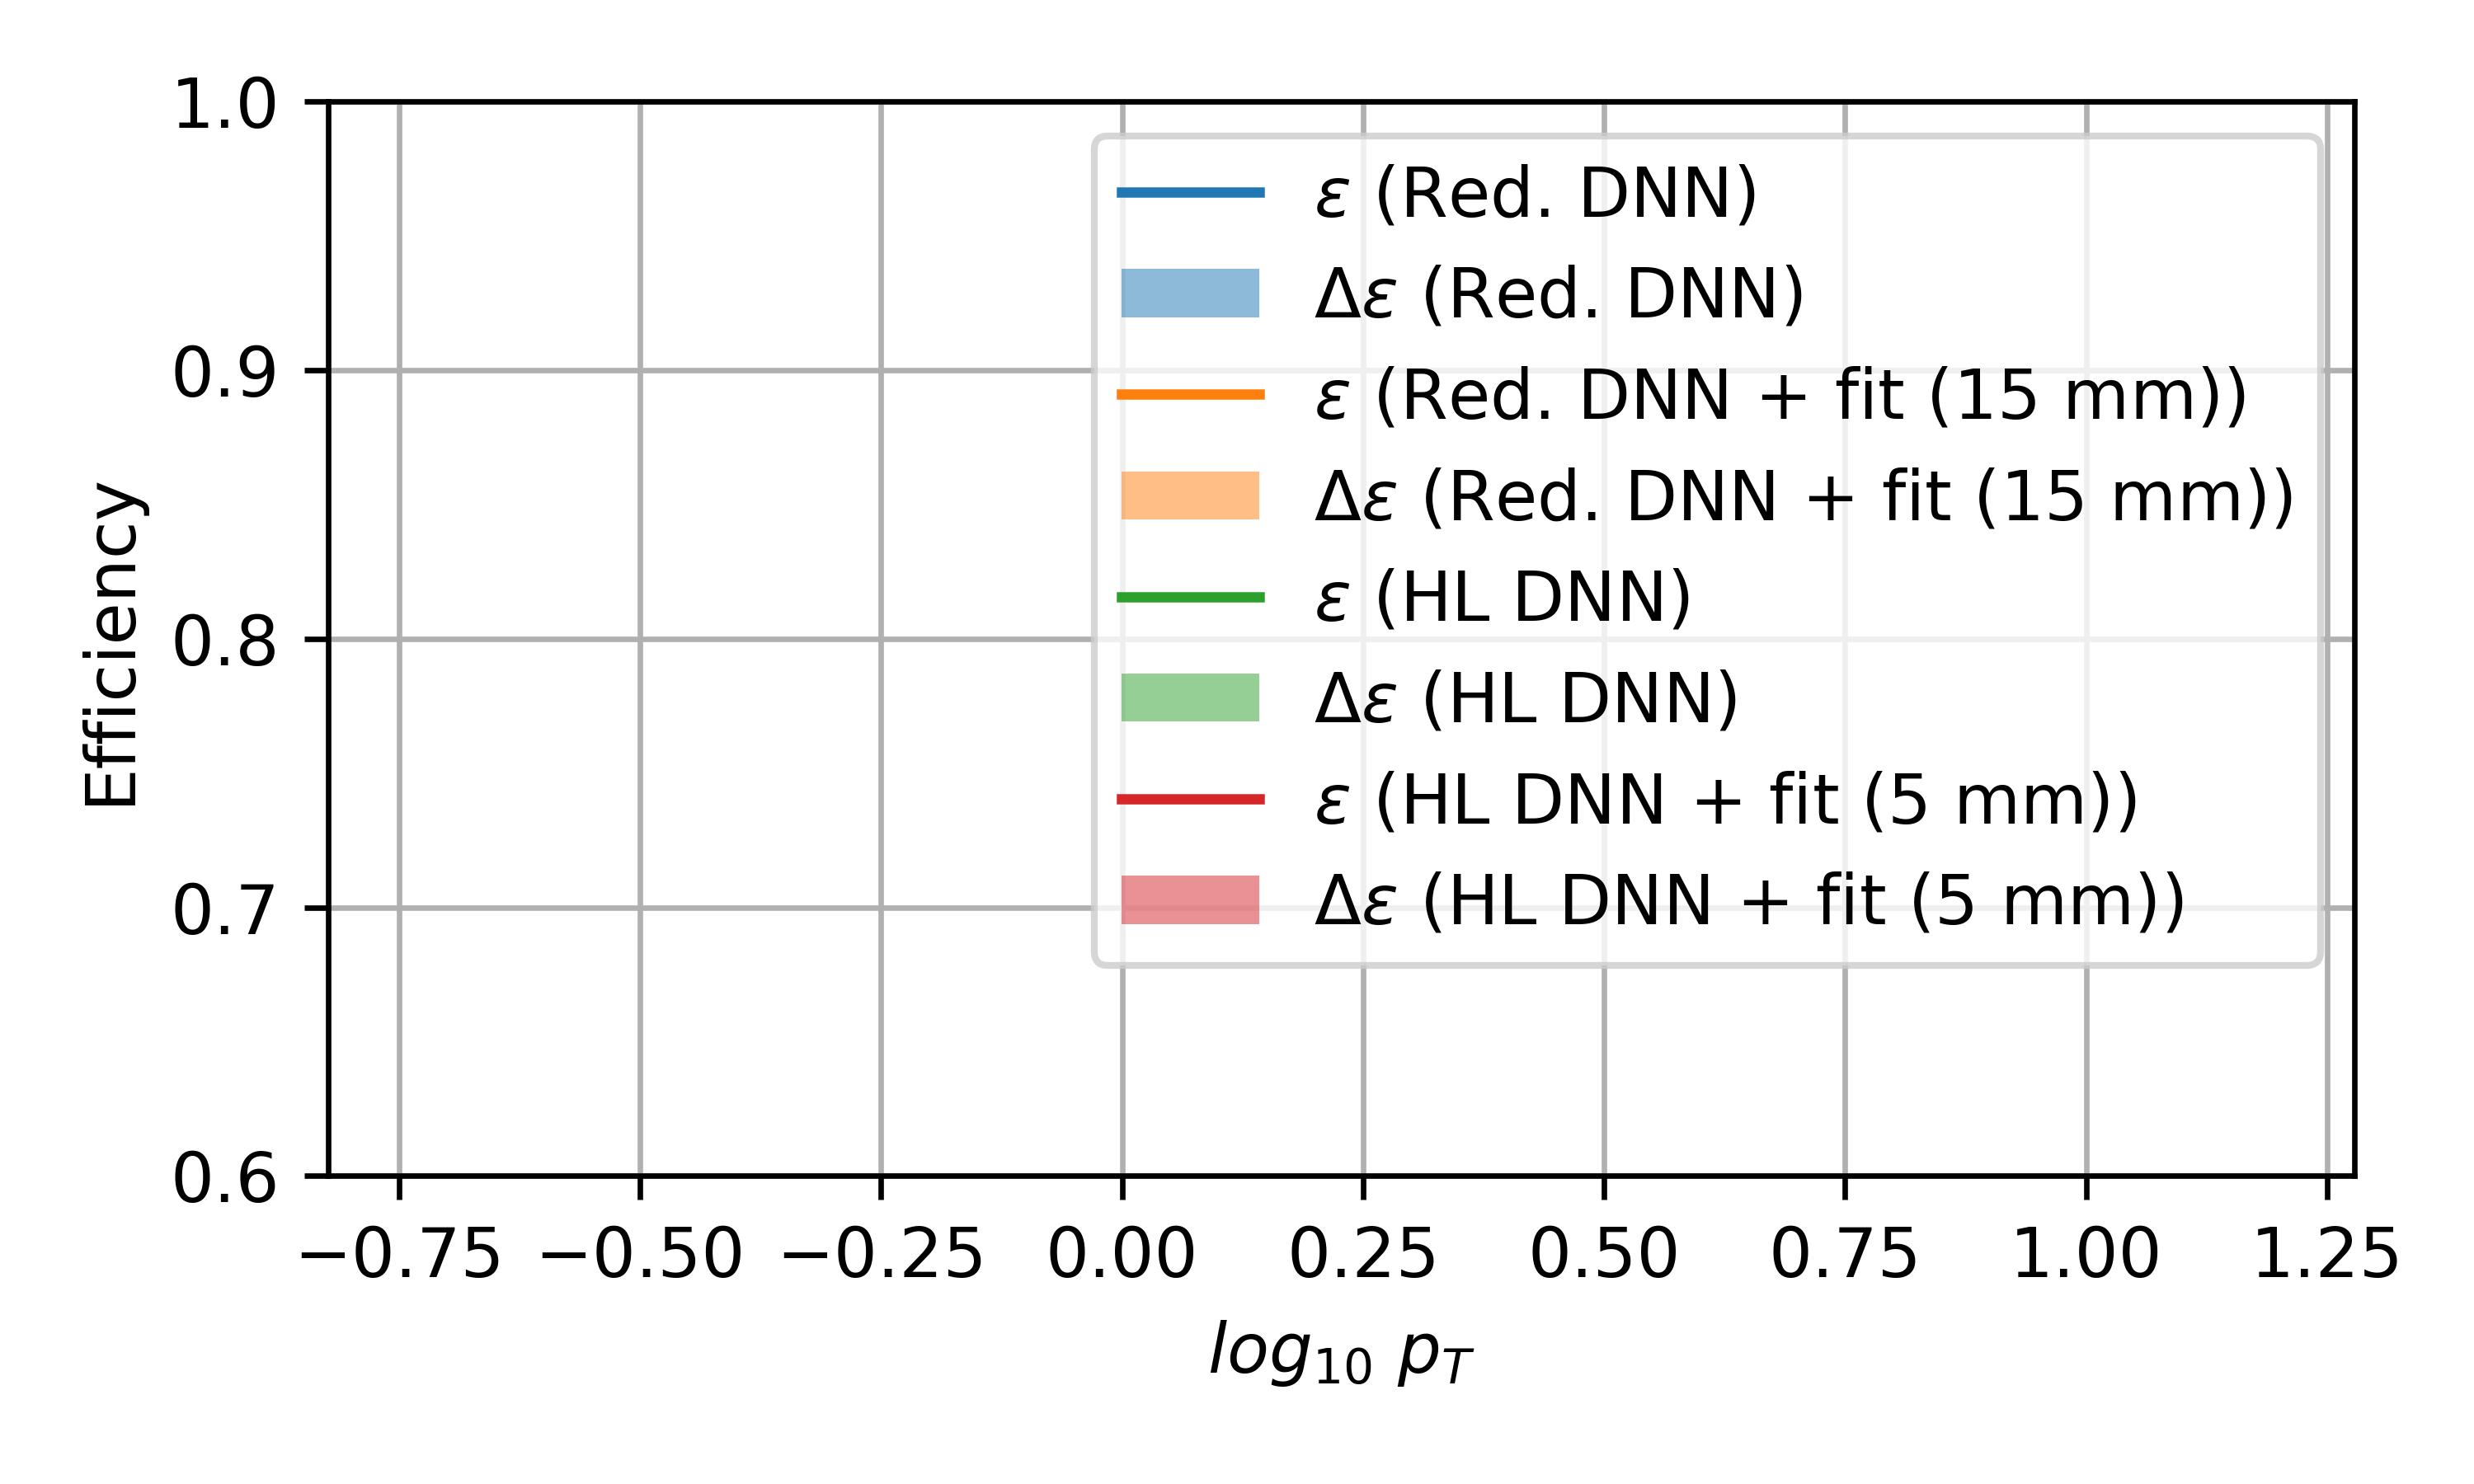 1.0
0.9
0.8
0.7
0.6
Efficiency
ε (Red. DNN)
Δε (Red. DNN)
ε (Red. DNN + fit (15 mm))
Δε (Red. DNN + fit (15 mm))
ε (HL DNN)
Δε (HL DNN)
ε (HL DNN + fit (5 mm))
Δε (HL DNN + fit (5 mm))
−0.75 −0.50 −0.25 0.00 0.25 0.50 0.75 1.00 1.25
log₁₀ p_T